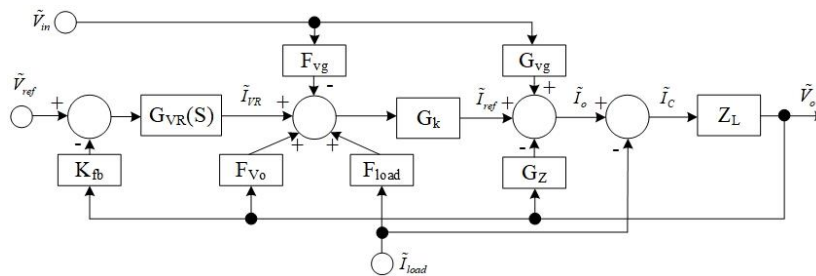 Ṽin
Fvg
Gvg
Ṽref
+
-
GVR(S)
ĨVR
+
-
+
+
Gk
Ĩref
+
+
-
Ĩo
+
-
ĨC
ZL
Ṽo
Kfb
FVo
Fload
GZ
Ĩload